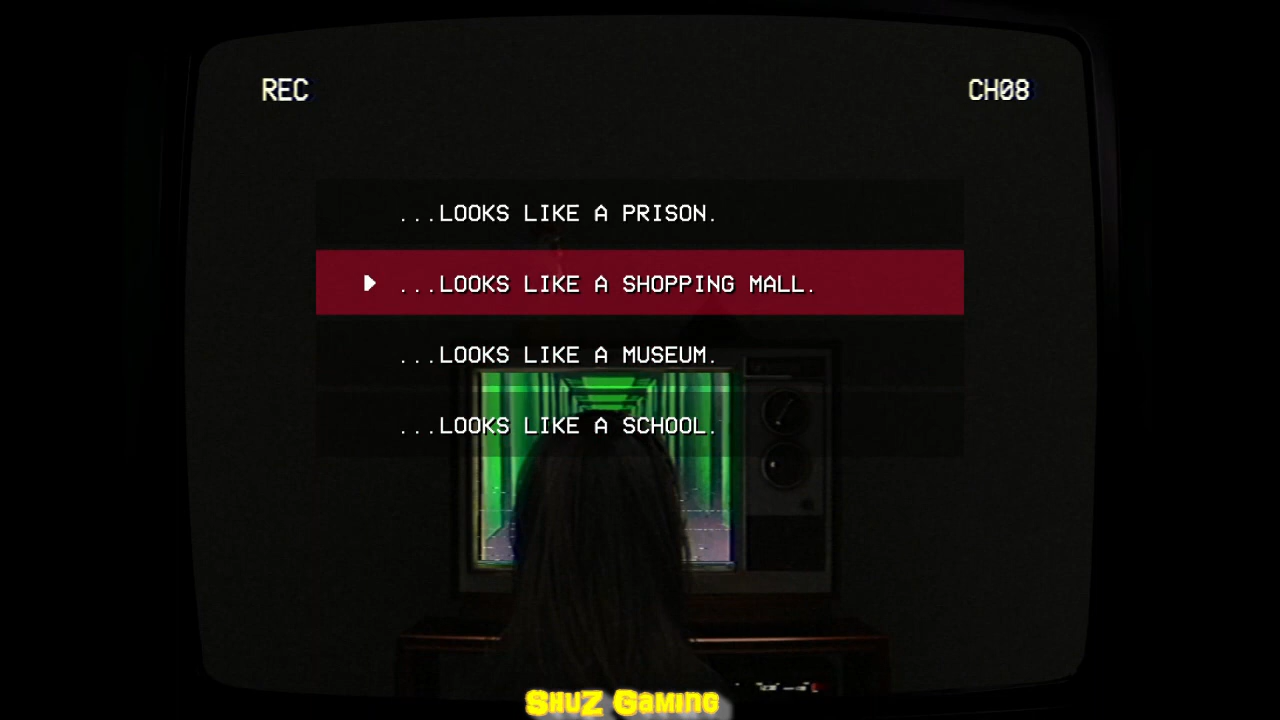 REC
CH08
...LOOKS LIKE A PRISON.
...LOOKS LIKE A SHOPPING MALL.
...LOOKS LIKE A MUSEUM.
...LOOKS LIKE A SCHOOL.
ShuZ Gaming